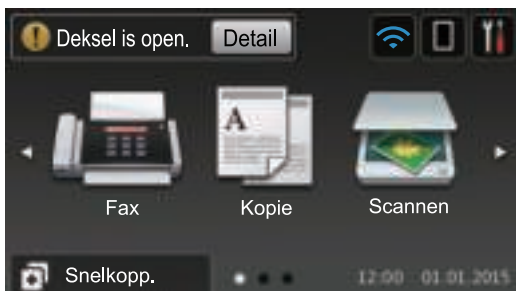 Deksel is open. Detail
Fax Kopie Scannen
Snelkopp. 12:00 01.01.2015